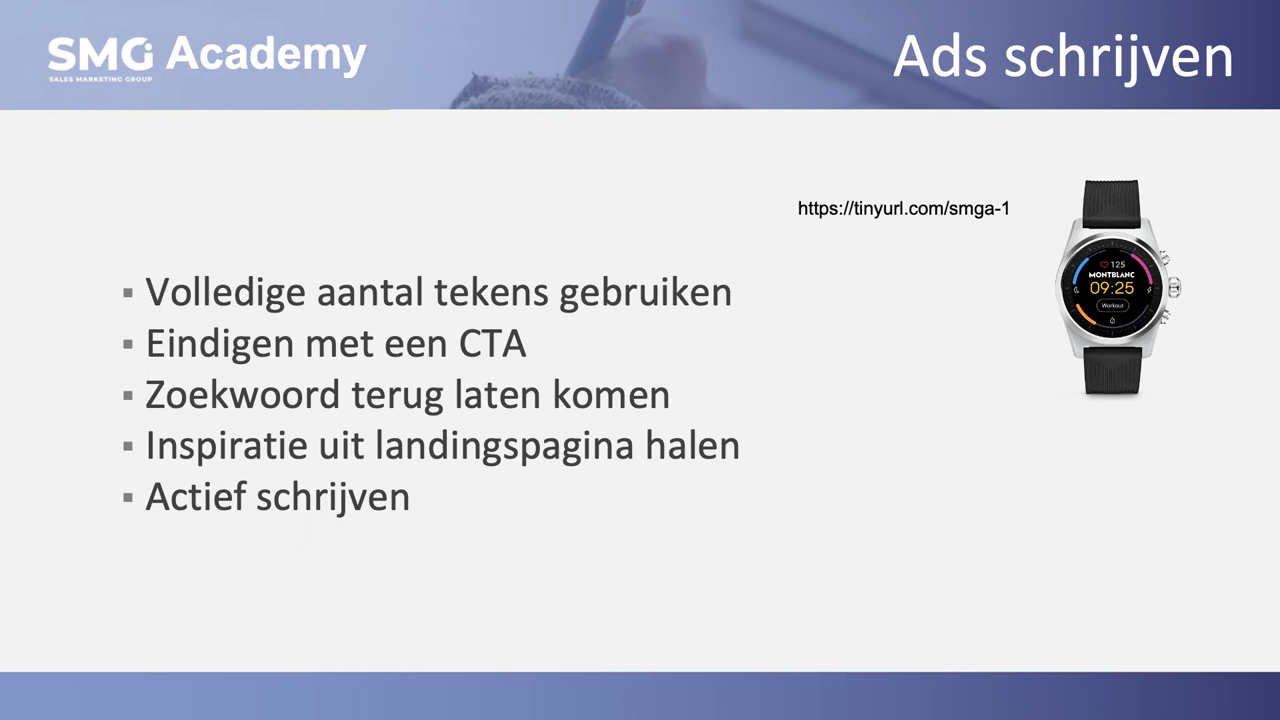 SMG Academy
SALES MARKETING GROUP
Ads schrijven
https://tinyurl.com/smga-1
125
MONTBLANC
09:25
Workout
▪ Volledige aantal tekens gebruiken
▪ Eindigen met een CTA
▪ Zoekwoord terug laten komen
▪ Inspiratie uit landingspagina halen
▪ Actief schrijven